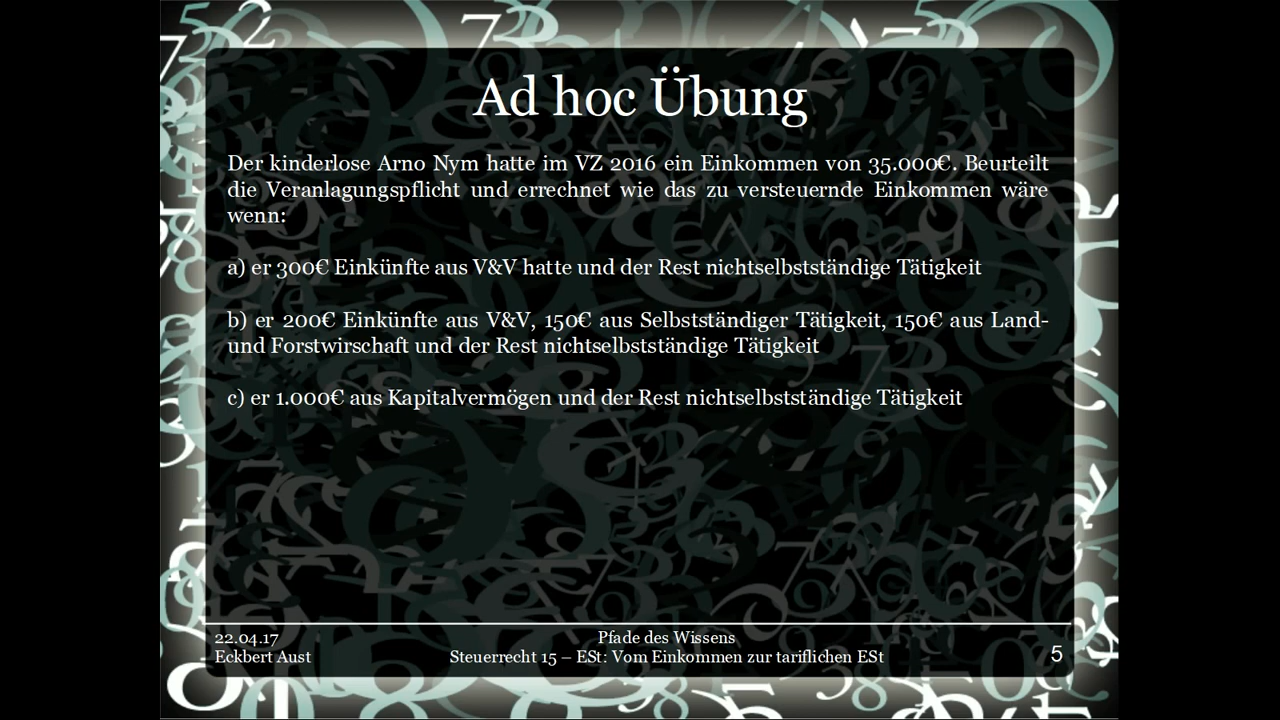 Ad hoc Übung
Der kinderlose Arno Nym hatte im VZ 2016 ein Einkommen von 35.000€. Beurteilt
die Veranlagungspflicht und errechnet wie das zu versteuernde Einkommen wäre
wenn:
a) er 300€ Einkünfte aus V&V hatte und der Rest nichtselbstständige Tätigkeit
b) er 200€ Einkünfte aus V&V, 150€ aus Selbstständiger Tätigkeit, 150€ aus Land-
und Forstwirschaft und der Rest nichtselbstständige Tätigkeit
c) er 1.000€ aus Kapitalvermögen und der Rest nichtselbstständige Tätigkeit
22.04.17
Eckbert Aust
Pfade des Wissens
Steuerrecht 15 – ESt: Vom Einkommen zur tariflichen ESt
5